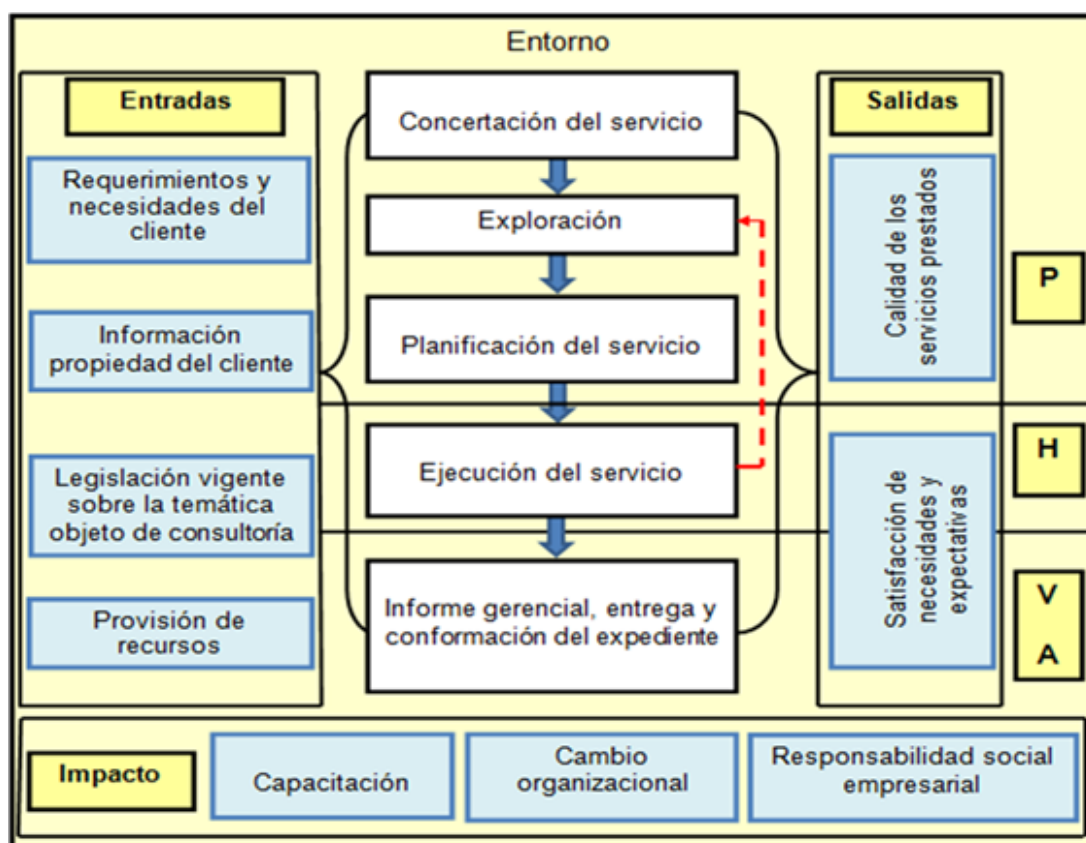 Entorno
Entradas
Requerimientos y
necesidades del
cliente
Información
propiedad del cliente
Legislación vigente
sobre la temática
objeto de consultoría
Provisión de
recursos
Concertación del servicio
Exploración
Planificación del servicio
Ejecución del servicio
Informe gerencial, entrega y
conformación del expediente
Salidas
Calidad de los
servicios prestados
Satisfacción de
necesidades y
expectativas
P
H
V
A
Impacto
Capacitación
Cambio
organizacional
Responsabilidad social
empresarial